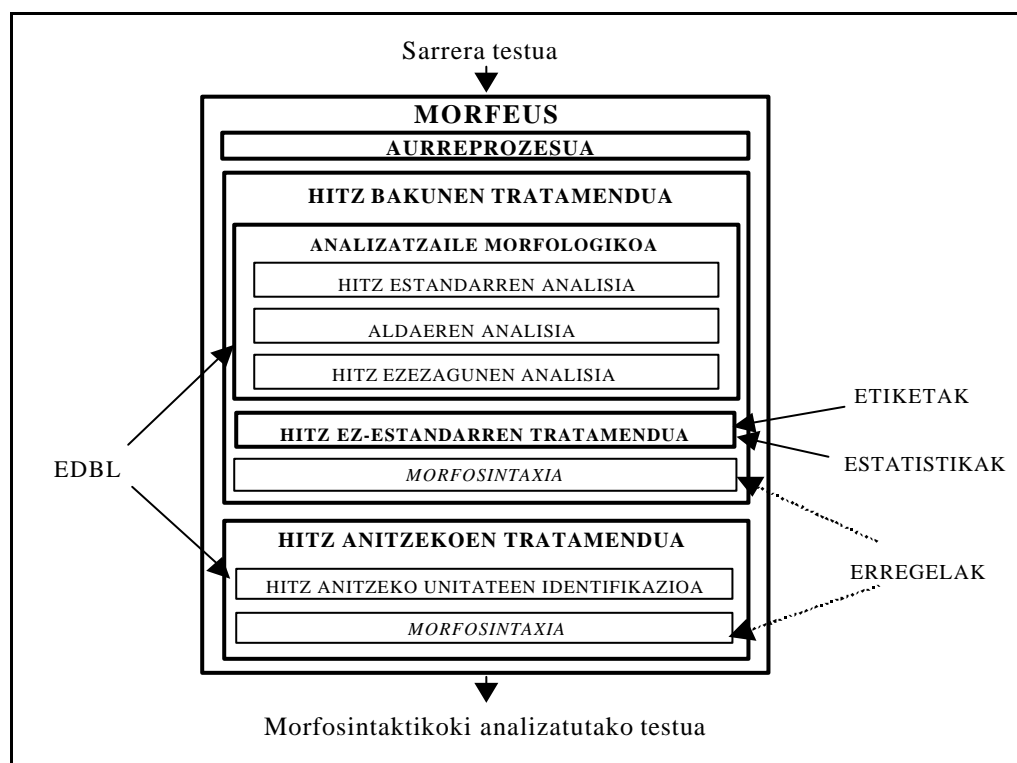 Sarrera testua
MORFEUS
AURREPROZESUA
HITZ BAKUNEN TRATAMENDUA
ANALIZATZAILE MORFOLOGIKOA
HITZ ESTANDARREN ANALISIA
ALDAEREN ANALISIA
HITZ EZEZAGUNEN ANALISIA
ETIKETAK
HITZ EZ-ESTANDARREN TRATAMENDUA
EDBL
ESTATISTIKAK
MORFOSINTAXIA
HITZ ANITZEKOEN TRATAMENDUA
ERREGELAK
HITZ ANITZEKO UNITATEEN IDENTIFIKAZIOA
MORFOSINTAXIA
Morfosintaktikoki analizatutako testua